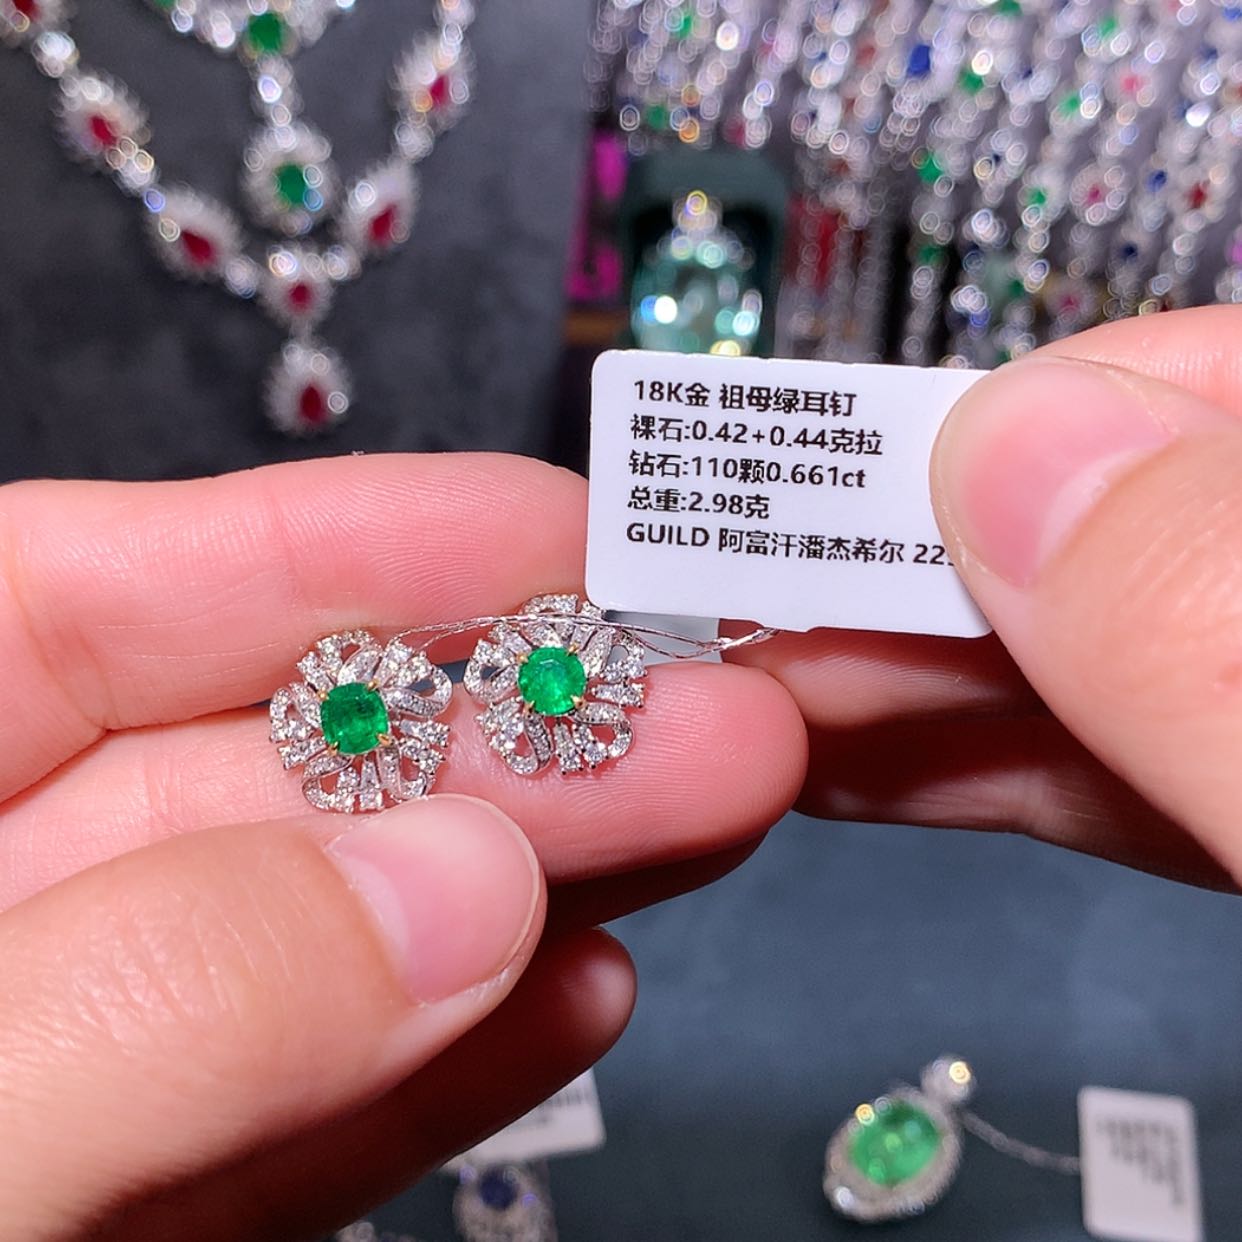 18K金 祖母绿耳钉
裸石:0.42+0.44克拉
钻石:110颗0.661ct
总重:2.98克
GUILD 阿富汗潘杰希尔